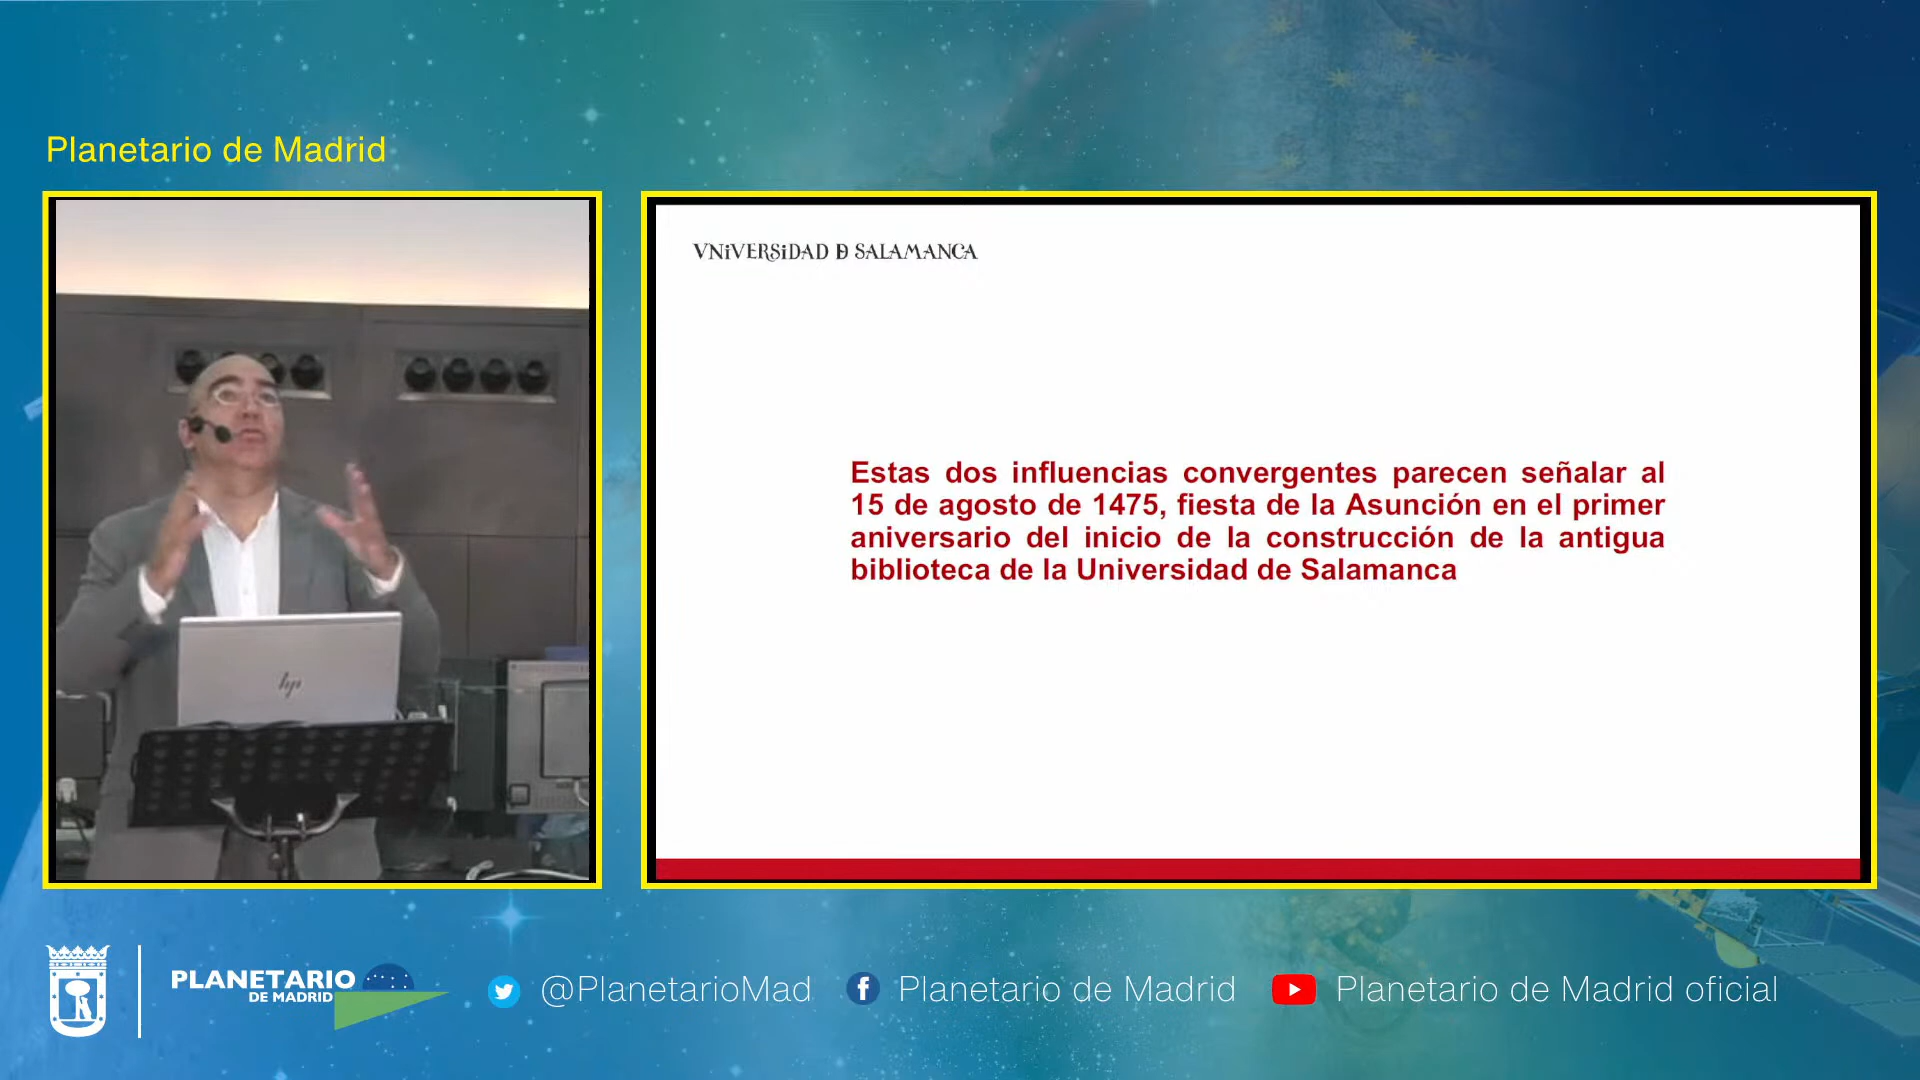 Planetario de Madrid
VNiVERSiDAD Ð SALAMANCA
Estas dos influencias convergentes parecen señalar al
15 de agosto de 1475, fiesta de la Asunción en el primer
aniversario del inicio de la construcción de la antigua
biblioteca de la Universidad de Salamanca
hp
PLANETARIO
DE MADRID
@PlanetarioMad
Planetario de Madrid
Planetario de Madrid oficial